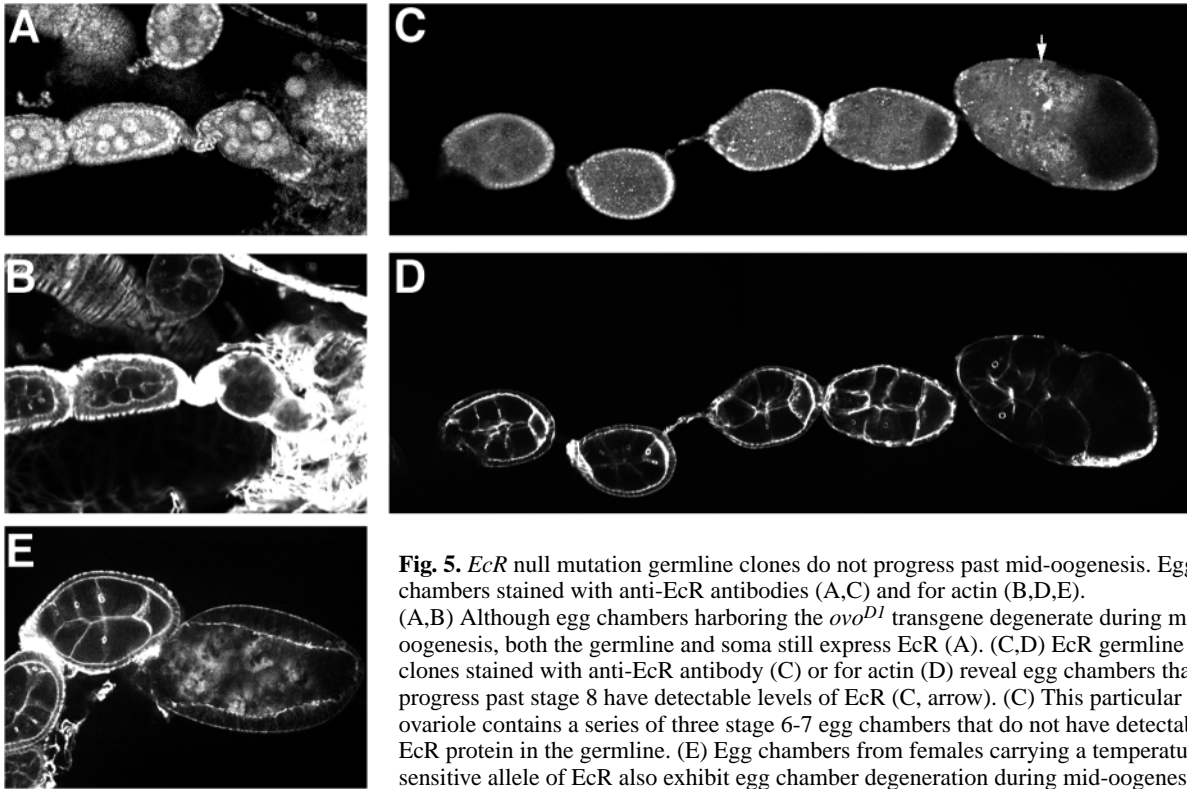 A
C
B
D
E
Fig. 5. EcR null mutation germline clones do not progress past mid-oogenesis. Egg
chambers stained with anti-EcR antibodies (A,C) and for actin (B,D,E).
(A,B) Although egg chambers harboring the ovoD1 transgene degenerate during mi
oogenesis, both the germline and soma still express EcR (A). (C,D) EcR germline
clones stained with anti-EcR antibody (C) or for actin (D) reveal egg chambers tha
progress past stage 8 have detectable levels of EcR (C, arrow). (C) This particular
ovariole contains a series of three stage 6-7 egg chambers that do not have detectab
EcR protein in the germline. (E) Egg chambers from females carrying a temperatu
sensitive allele of EcR also exhibit egg chamber degeneration during mid-oogenes